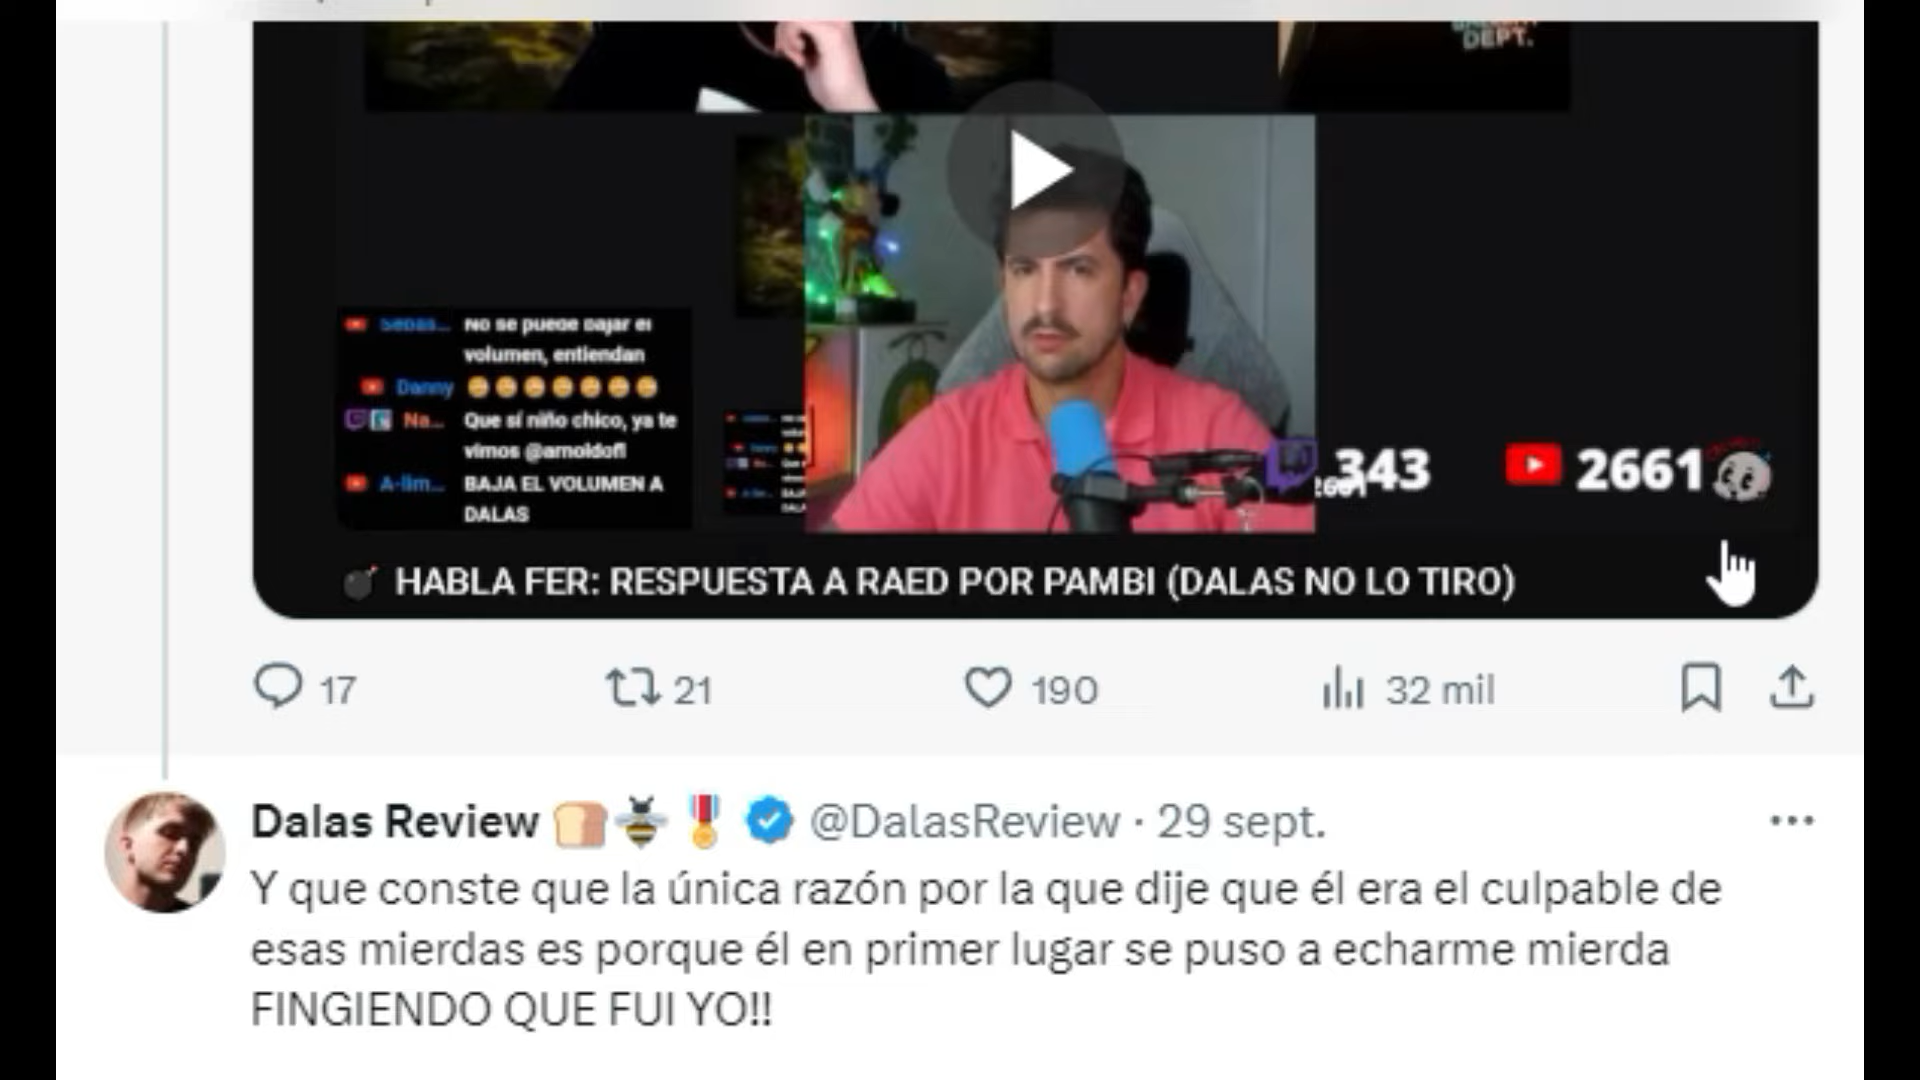 DEPT.
No se puede bajar el
volumen, entiendan
Danny
Na... Que sí niño chico, ya te
vimos @arnoldofl
A-lim... BAJA EL VOLUMEN A
DALAS
343
2661
HABLA FER: RESPUESTA A RAED POR PAMBI (DALAS NO LO TIRO)
17 21 190 32 mil
Dalas Review @DalasReview · 29 sept.
Y que conste que la única razón por la que dije que él era el culpable de
esas mierdas es porque él en primer lugar se puso a echarme mierda
FINGIENDO QUE FUI YO!!